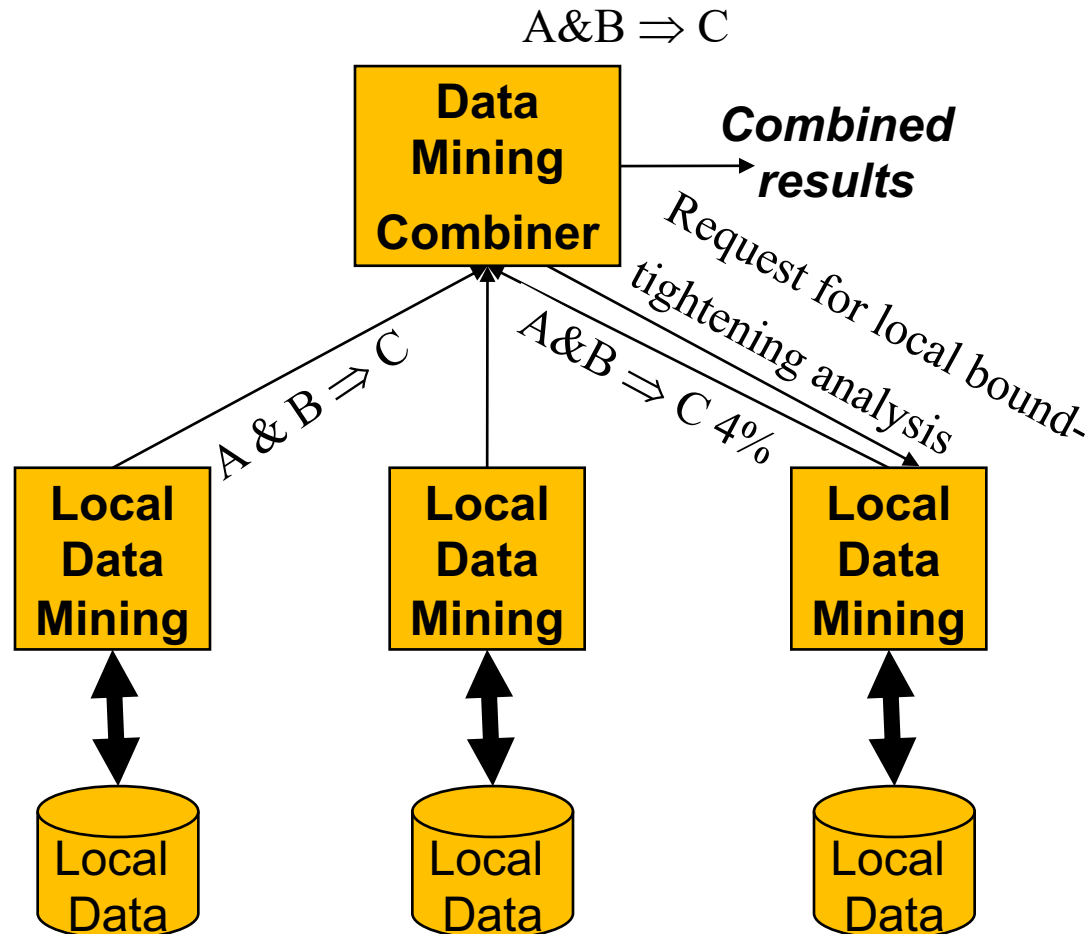 A&B ⇒ C
Data
Mining
Combiner
Combined
results
Request for local bound-
tightening analysis
A & B ⇒ C
A&B ⇒ C 4%
Local
Data
Mining
Local
Data
Mining
Local
Data
Mining
Local
Data
Local
Data
Local
Data